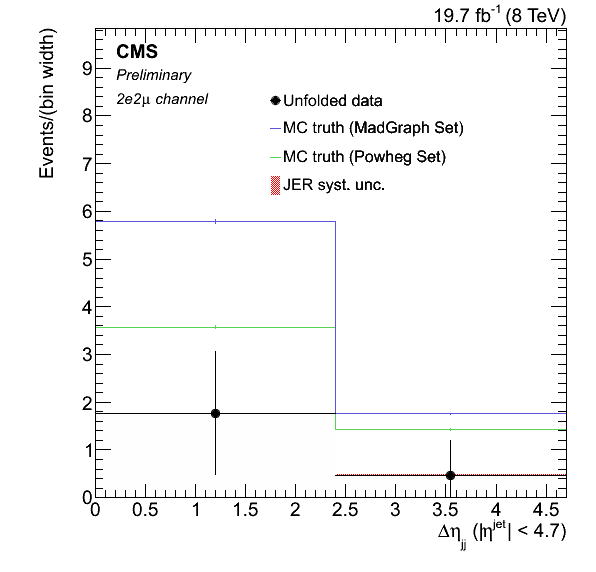 19.7 fb⁻¹ (8 TeV)
CMS
Preliminary
2e2μ channel
Unfolded data
MC truth (MadGraph Set)
MC truth (Powheg Set)
JER syst. unc.
Events/(bin width)
9
8
7
6
5
4
3
2
1
0
0 0.5 1 1.5 2 2.5 3 3.5 4 4.5
Δη_jj (|η^jet| < 4.7)